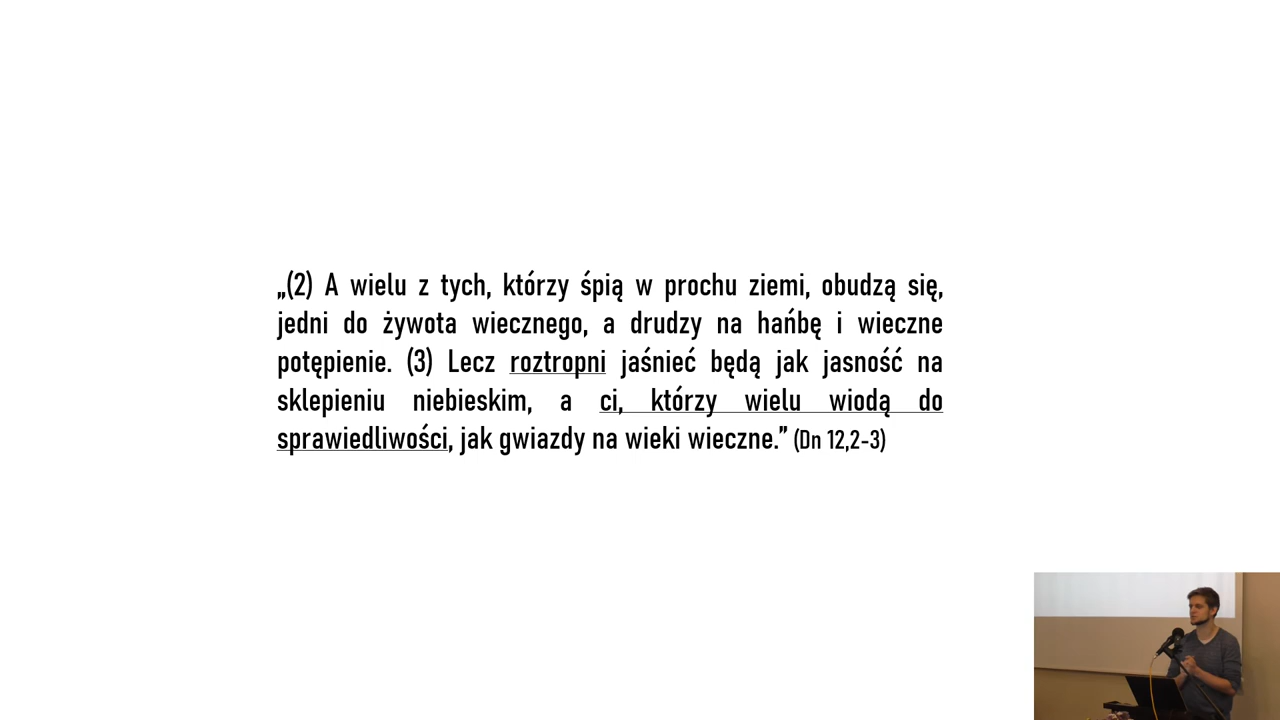 „(2) A wielu z tych, którzy śpią w prochu ziemi, obudzą się,
jedni do żywota wiecznego, a drudzy na hańbę i wieczne
potępienie. (3) Lecz roztropni jaśnieć będą jak jasność na
sklepieniu niebieskim, a ci, którzy wielu wiodą do
sprawiedliwości, jak gwiazdy na wieki wieczne.” (Dn 12,2-3)